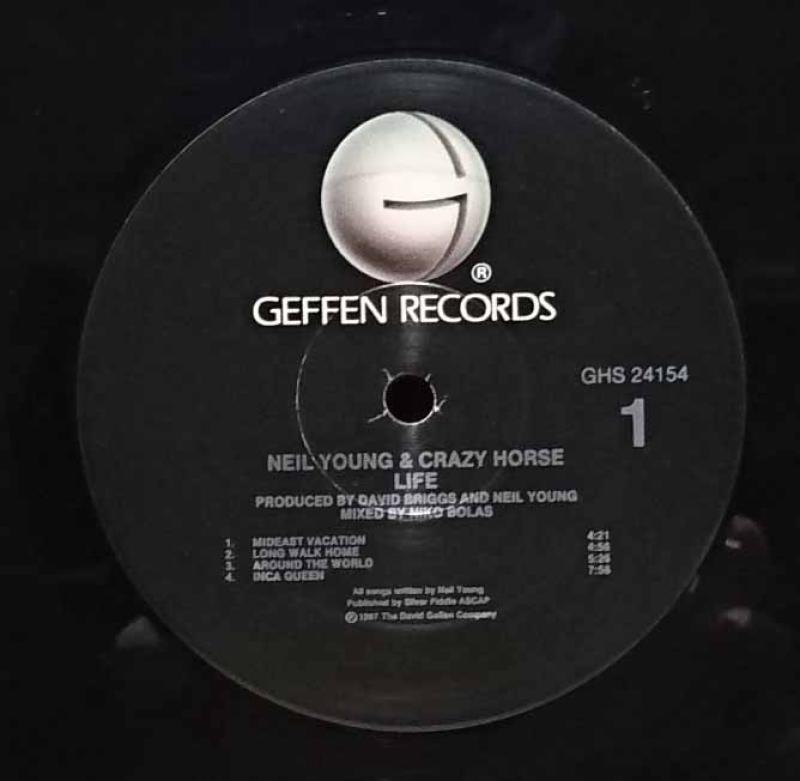 ®
GEFFEN RECORDS
GHS 24154
1
NEIL YOUNG & CRAZY HORSE
LIFE
PRODUCED BY DAVID BRIGGS AND NEIL YOUNG
MIXED BY NIKO BOLAS
1. MIDEAST VACATION 4:21
2. LONG WALK HOME 4:56
3. AROUND THE WORLD 5:26
4. INCA QUEEN 7:56
All songs written by Neil Young
Published by Silver Fiddle ASCAP
℗ 1987 The David Geffen Company